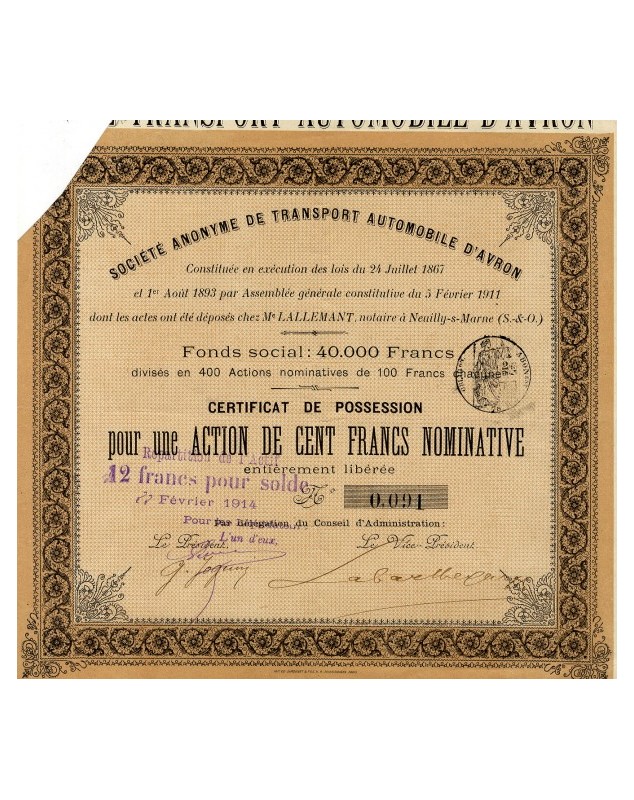 TRANSPORT AUTOMOBILE D'AVRON
SOCIÉTÉ ANONYME DE TRANSPORT AUTOMOBILE D'AVRON
Constituée en exécution des lois du 24 Juillet 1867
et 1er Août 1893 par Assemblée générale constitutive du 5 Février 1911
dont les actes ont été déposés chez Me LALLEMANT, notaire à Neuilly-s-Marne (S.-&-O.)
Fonds social: 40.000 Francs
divisés en 400 Actions nominatives de 100 Francs chacune
CERTIFICAT DE POSSESSION
pour une ACTION DE CENT FRANCS NOMINATIVE
Répartition de l'Actif
entièrement libérée
12 francs pour solde
No 0.091
Février 1914
Par Délégation du Conseil d'Administration:
Pour les
L'un d'eux.
Le Président, Le Vice Président,